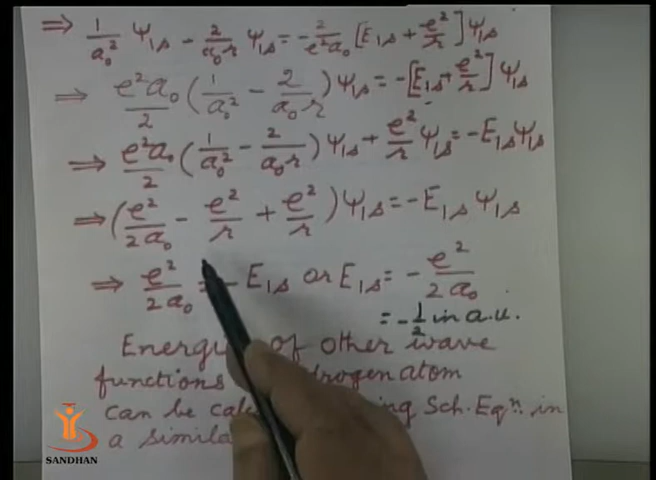 ⇒ 1/a₀² Ψ₁ₛ - 2/a₀r Ψ₁ₛ = -2/e²a₀ [E₁ₛ + e²/r] Ψ₁ₛ
⇒ e²a₀/2 (1/a₀² - 2/a₀r) Ψ₁ₛ = -[E₁ₛ + e²/r] Ψ₁ₛ
⇒ e²a₀/2 (1/a₀² - 2/a₀r) Ψ₁ₛ + e²/r Ψ₁ₛ = -E₁ₛ Ψ₁ₛ
⇒ (e²/2a₀ - e²/r + e²/r) Ψ₁ₛ = -E₁ₛ Ψ₁ₛ
⇒ e²/2a₀ = - E₁ₛ or E₁ₛ = - e²/2a₀
= -1/2 in a.u.
Energy of other wave
functions atom
can be Sch. Eqⁿ. in
a
SANDHAN